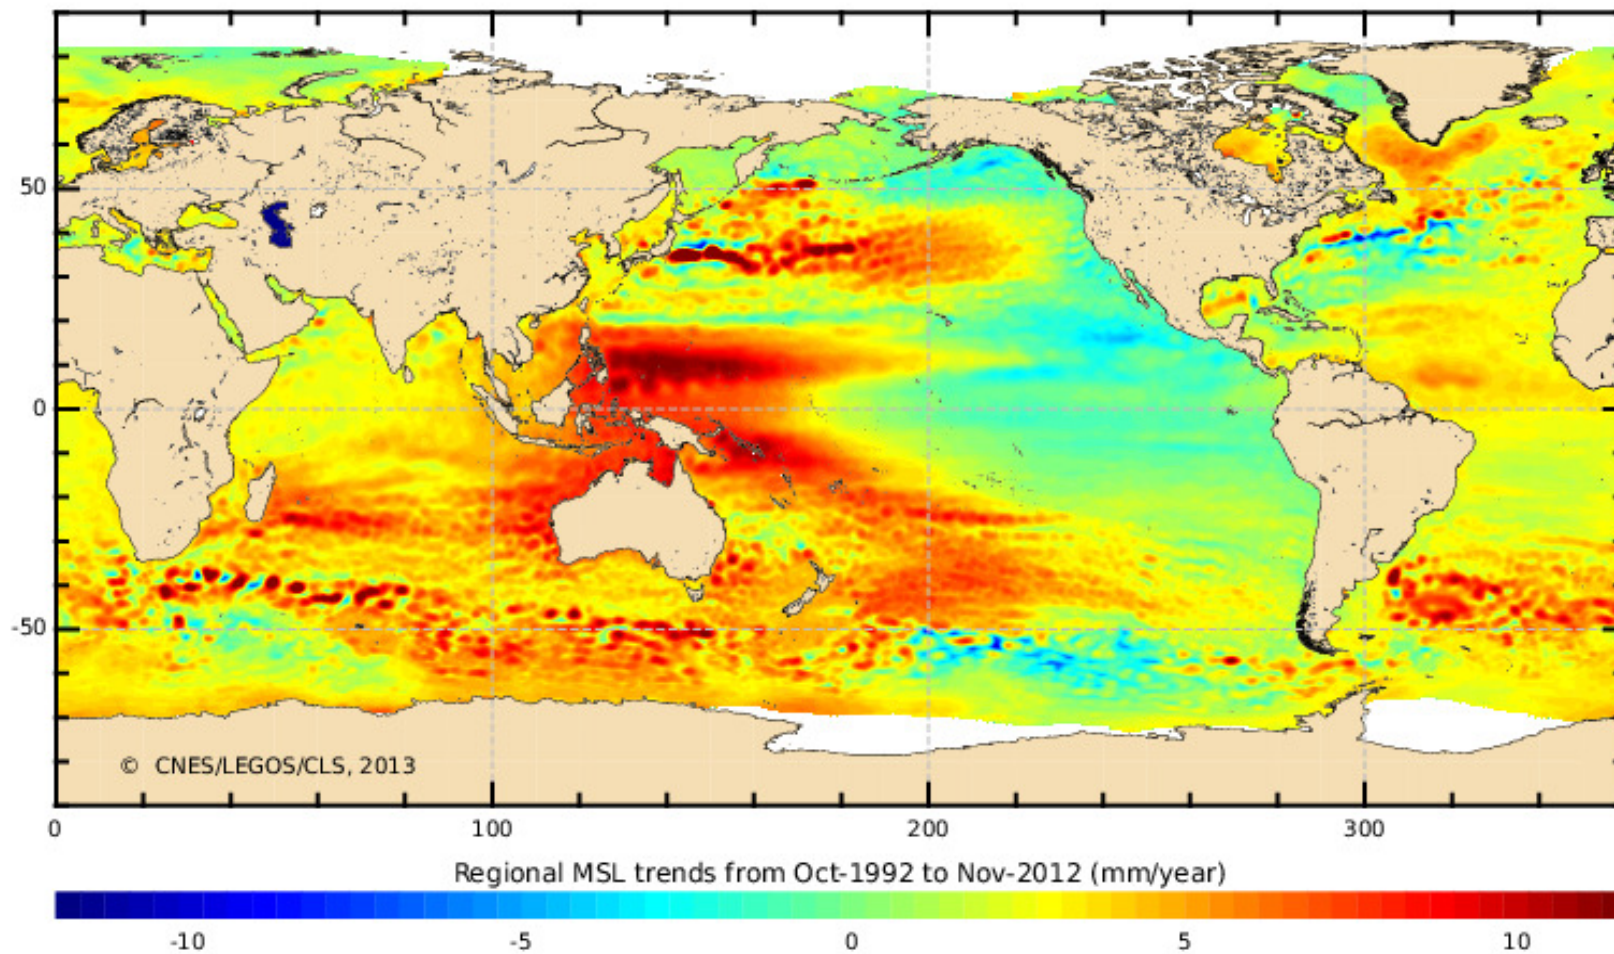 50
0
-50
© CNES/LEGOS/CLS, 2013
0 100 200 300
Regional MSL trends from Oct-1992 to Nov-2012 (mm/year)
-10 -5 0 5 10